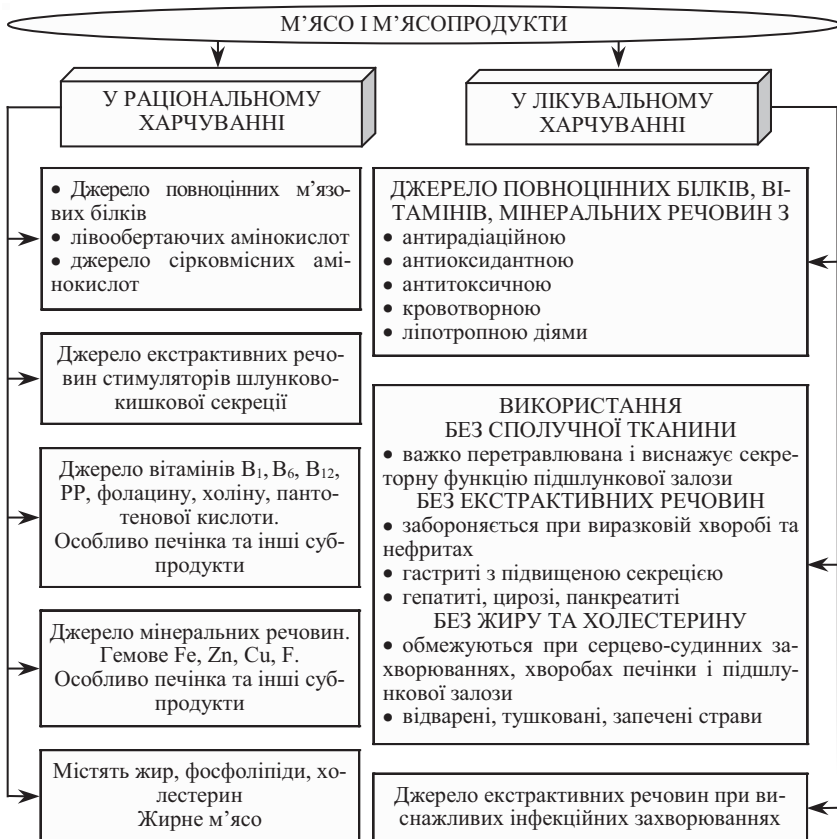 М’ЯСО І М’ЯСОПРОДУКТИ
У РАЦІОНАЛЬНОМУ
ХАРЧУВАННІ
• Джерело повноцінних м’язо-
вих білків
• лівообертаючих амінокислот
• джерело сірковмісних амі-
нокислот
Джерело екстрактивних речо-
вин стимуляторів шлунково-
кишкової секреції
Джерело вітамінів B₁, B₆, B₁₂,
PP, фолацину, холіну, панто-
тенової кислоти.
Особливо печінка та інші суб-
продукти
Джерело мінеральних речовин.
Гемове Fe, Zn, Cu, F.
Особливо печінка та інші суб-
продукти
Містять жир, фосфоліпіди, хо-
лестерин
Жирне м’ясо
У ЛІКУВАЛЬНОМУ
ХАРЧУВАННІ
ДЖЕРЕЛО ПОВНОЦІННИХ БІЛКІВ, ВІ-
ТАМІНІВ, МІНЕРАЛЬНИХ РЕЧОВИН З
• антирадіаційною
• антиоксидантною
• антитоксичною
• кровотворною
• ліпотропною діями
ВИКОРИСТАННЯ
БЕЗ СПОЛУЧНОЇ ТКАНИНИ
• важко перетравлювана і виснажує секре-
торну функцію підшлункової залози
БЕЗ ЕКСТРАКТИВНИХ РЕЧОВИН
• забороняється при виразковій хворобі та
нефритах
• гастриті з підвищеною секрецією
• гепатиті, цирозі, панкреатиті
БЕЗ ЖИРУ ТА ХОЛЕСТЕРИНУ
• обмежуються при серцево-судинних за-
хворюваннях, хворобах печінки і підшлу-
нкової залози
• відварені, тушковані, запечені страви
Джерело екстрактивних речовин при ви-
снажливих інфекційних захворюваннях